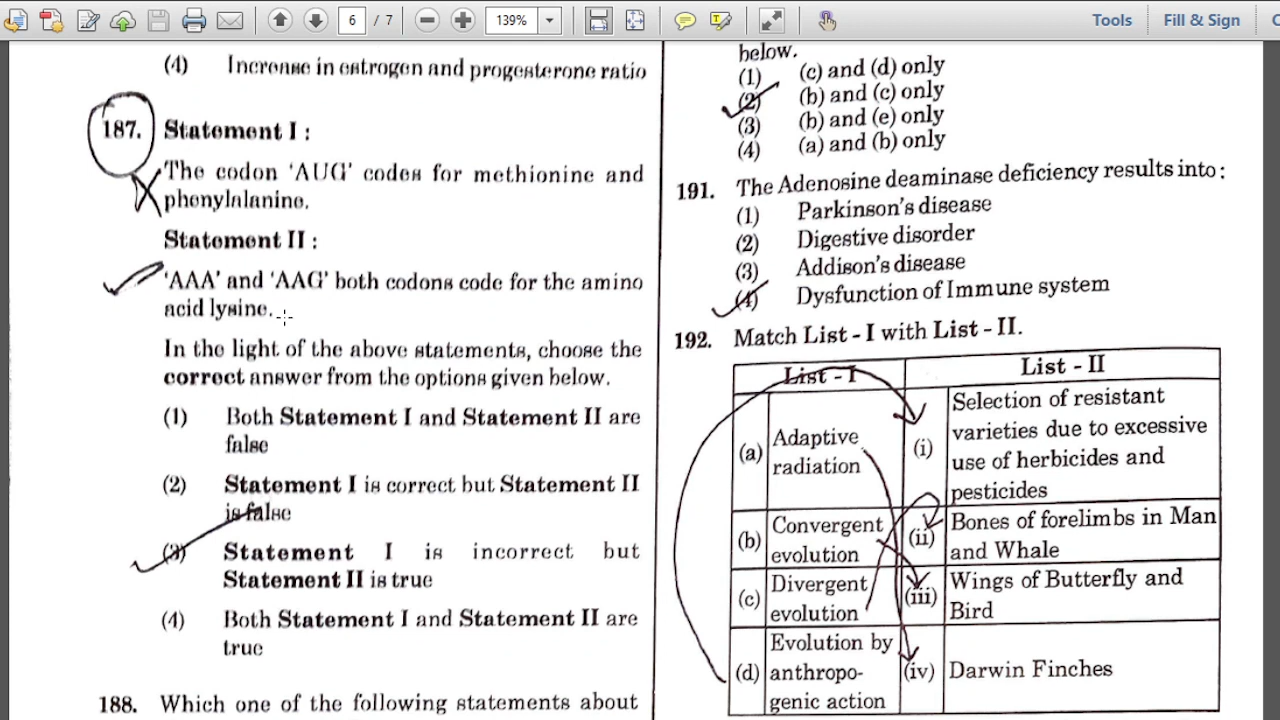 6 / 7
139%
Tools
Fill & Sign
(4) Increase in estrogen and progesterone ratio
187. Statement I :
The codon 'AUG' codes for methionine and
phenylalanine.
Statement II :
'AAA' and 'AAG' both codons code for the amino
acid lysine.
In the light of the above statements, choose the
correct answer from the options given below.
(1) Both Statement I and Statement II are
false
(2) Statement I is correct but Statement II
is false
(3) Statement I is incorrect but
Statement II is true
(4) Both Statement I and Statement II are
true
188. Which one of the following statements about
below.
(1) (c) and (d) only
(2) (b) and (c) only
(3) (b) and (e) only
(4) (a) and (b) only
191. The Adenosine deaminase deficiency results into :
(1) Parkinson's disease
(2) Digestive disorder
(3) Addison's disease
(4) Dysfunction of Immune system
192. Match List - I with List - II.
List - I List - II
(a) Adaptive
radiation
(i) Selection of resistant
varieties due to excessive
use of herbicides and
pesticides
(b) Convergent
evolution
(ii) Bones of forelimbs in Man
and Whale
(c) Divergent
evolution
(iii) Wings of Butterfly and
Bird
(d) Evolution by
anthropo-
genic action
(iv) Darwin Finches